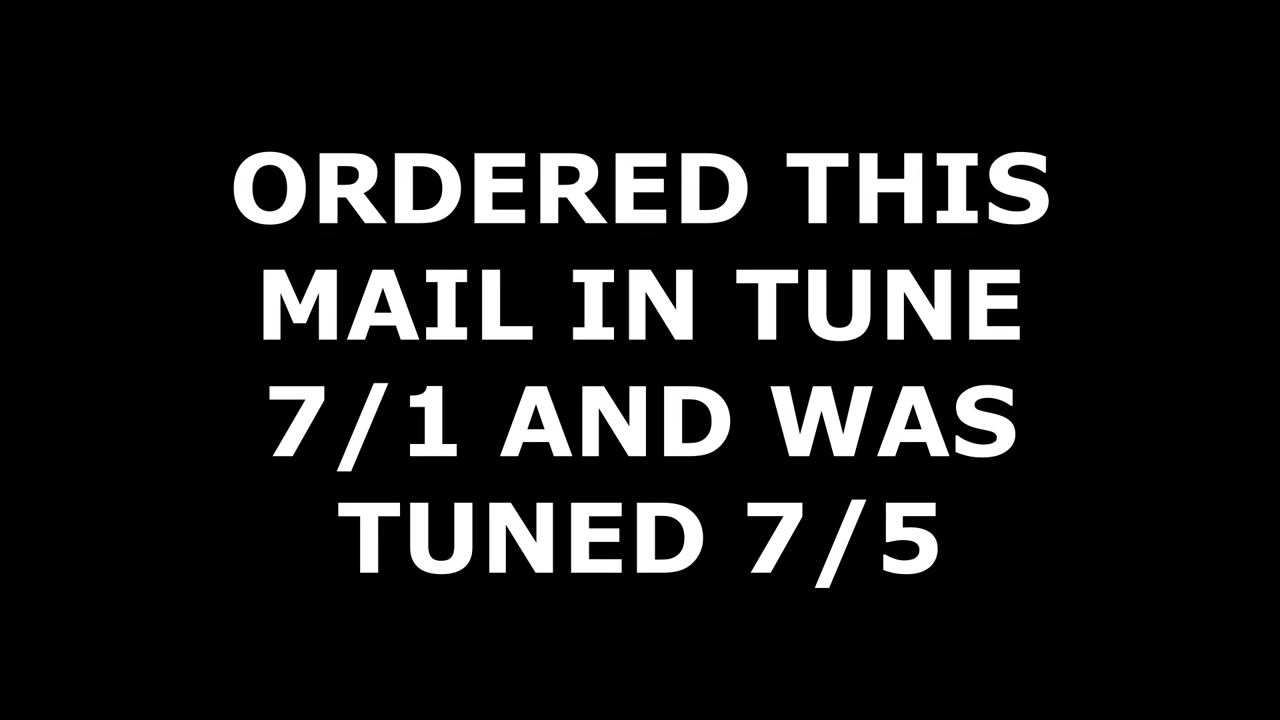 ORDERED THIS
MAIL IN TUNE
7/1 AND WAS
TUNED 7/5